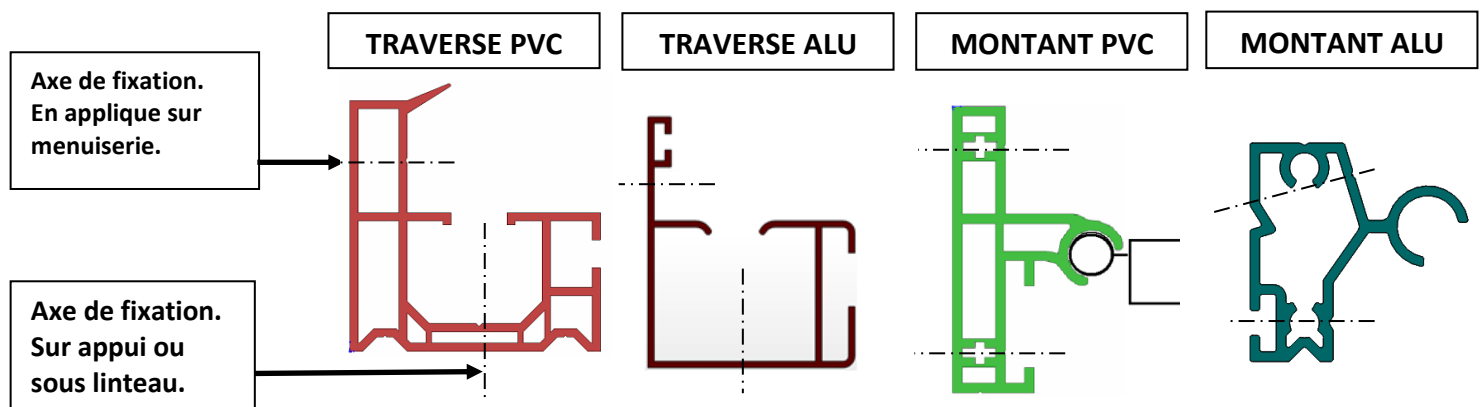 TRAVERSE PVC
TRAVERSE ALU
MONTANT PVC
MONTANT ALU
Axe de fixation.
En applique sur
menuiserie.
Axe de fixation.
Sur appui ou
sous linteau.